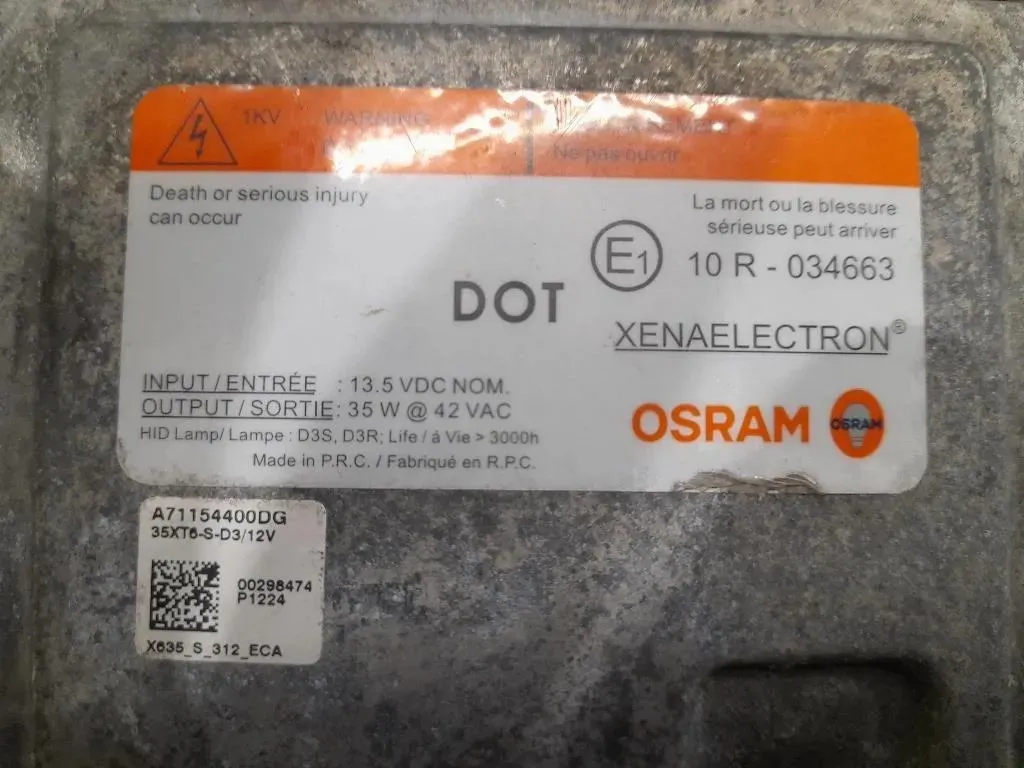 1KV WARNING
Ne pas ouvrir
Death or serious injury
can occur
La mort ou la blessure
sérieuse peut arriver
E1 10 R - 034663
DOT
XENAELECTRON®
INPUT / ENTRÉE : 13.5 VDC NOM.
OUTPUT / SORTIE : 35 W @ 42 VAC
HID Lamp/ Lampe : D3S, D3R; Life / á Vie > 3000h
Made in P.R.C. / Fabriqué en R.P.C.
OSRAM OSRAM
A71154400DG
35XT6-S-D3/12V
00298474
P1224
X635_S_312_ECA